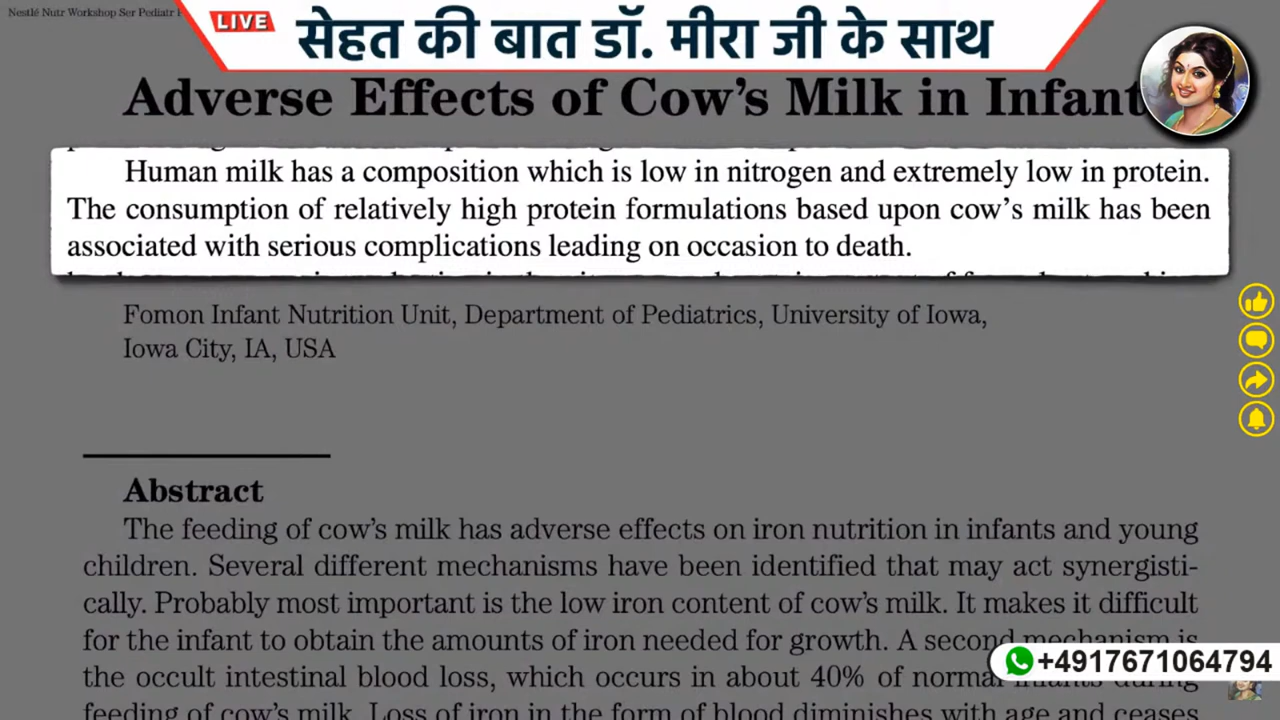 Nestlé Nutr Workshop Ser Pediatr
LIVE
सेहत की बात डॉ. मीरा जी के साथ
Adverse Effects of Cow's Milk in Infant
Human milk has a composition which is low in nitrogen and extremely low in protein.
The consumption of relatively high protein formulations based upon cow's milk has been
associated with serious complications leading on occasion to death.
Fomon Infant Nutrition Unit, Department of Pediatrics, University of Iowa,
Iowa City, IA, USA
Abstract
The feeding of cow's milk has adverse effects on iron nutrition in infants and young
children. Several different mechanisms have been identified that may act synergisti-
cally. Probably most important is the low iron content of cow's milk. It makes it difficult
for the infant to obtain the amounts of iron needed for growth. A second mechanism is
+4917671064794
the occult intestinal blood loss, which occurs in about 40% of normal infants during
feeding of cow's milk. Loss of iron in the form of blood diminishes with age and ceases